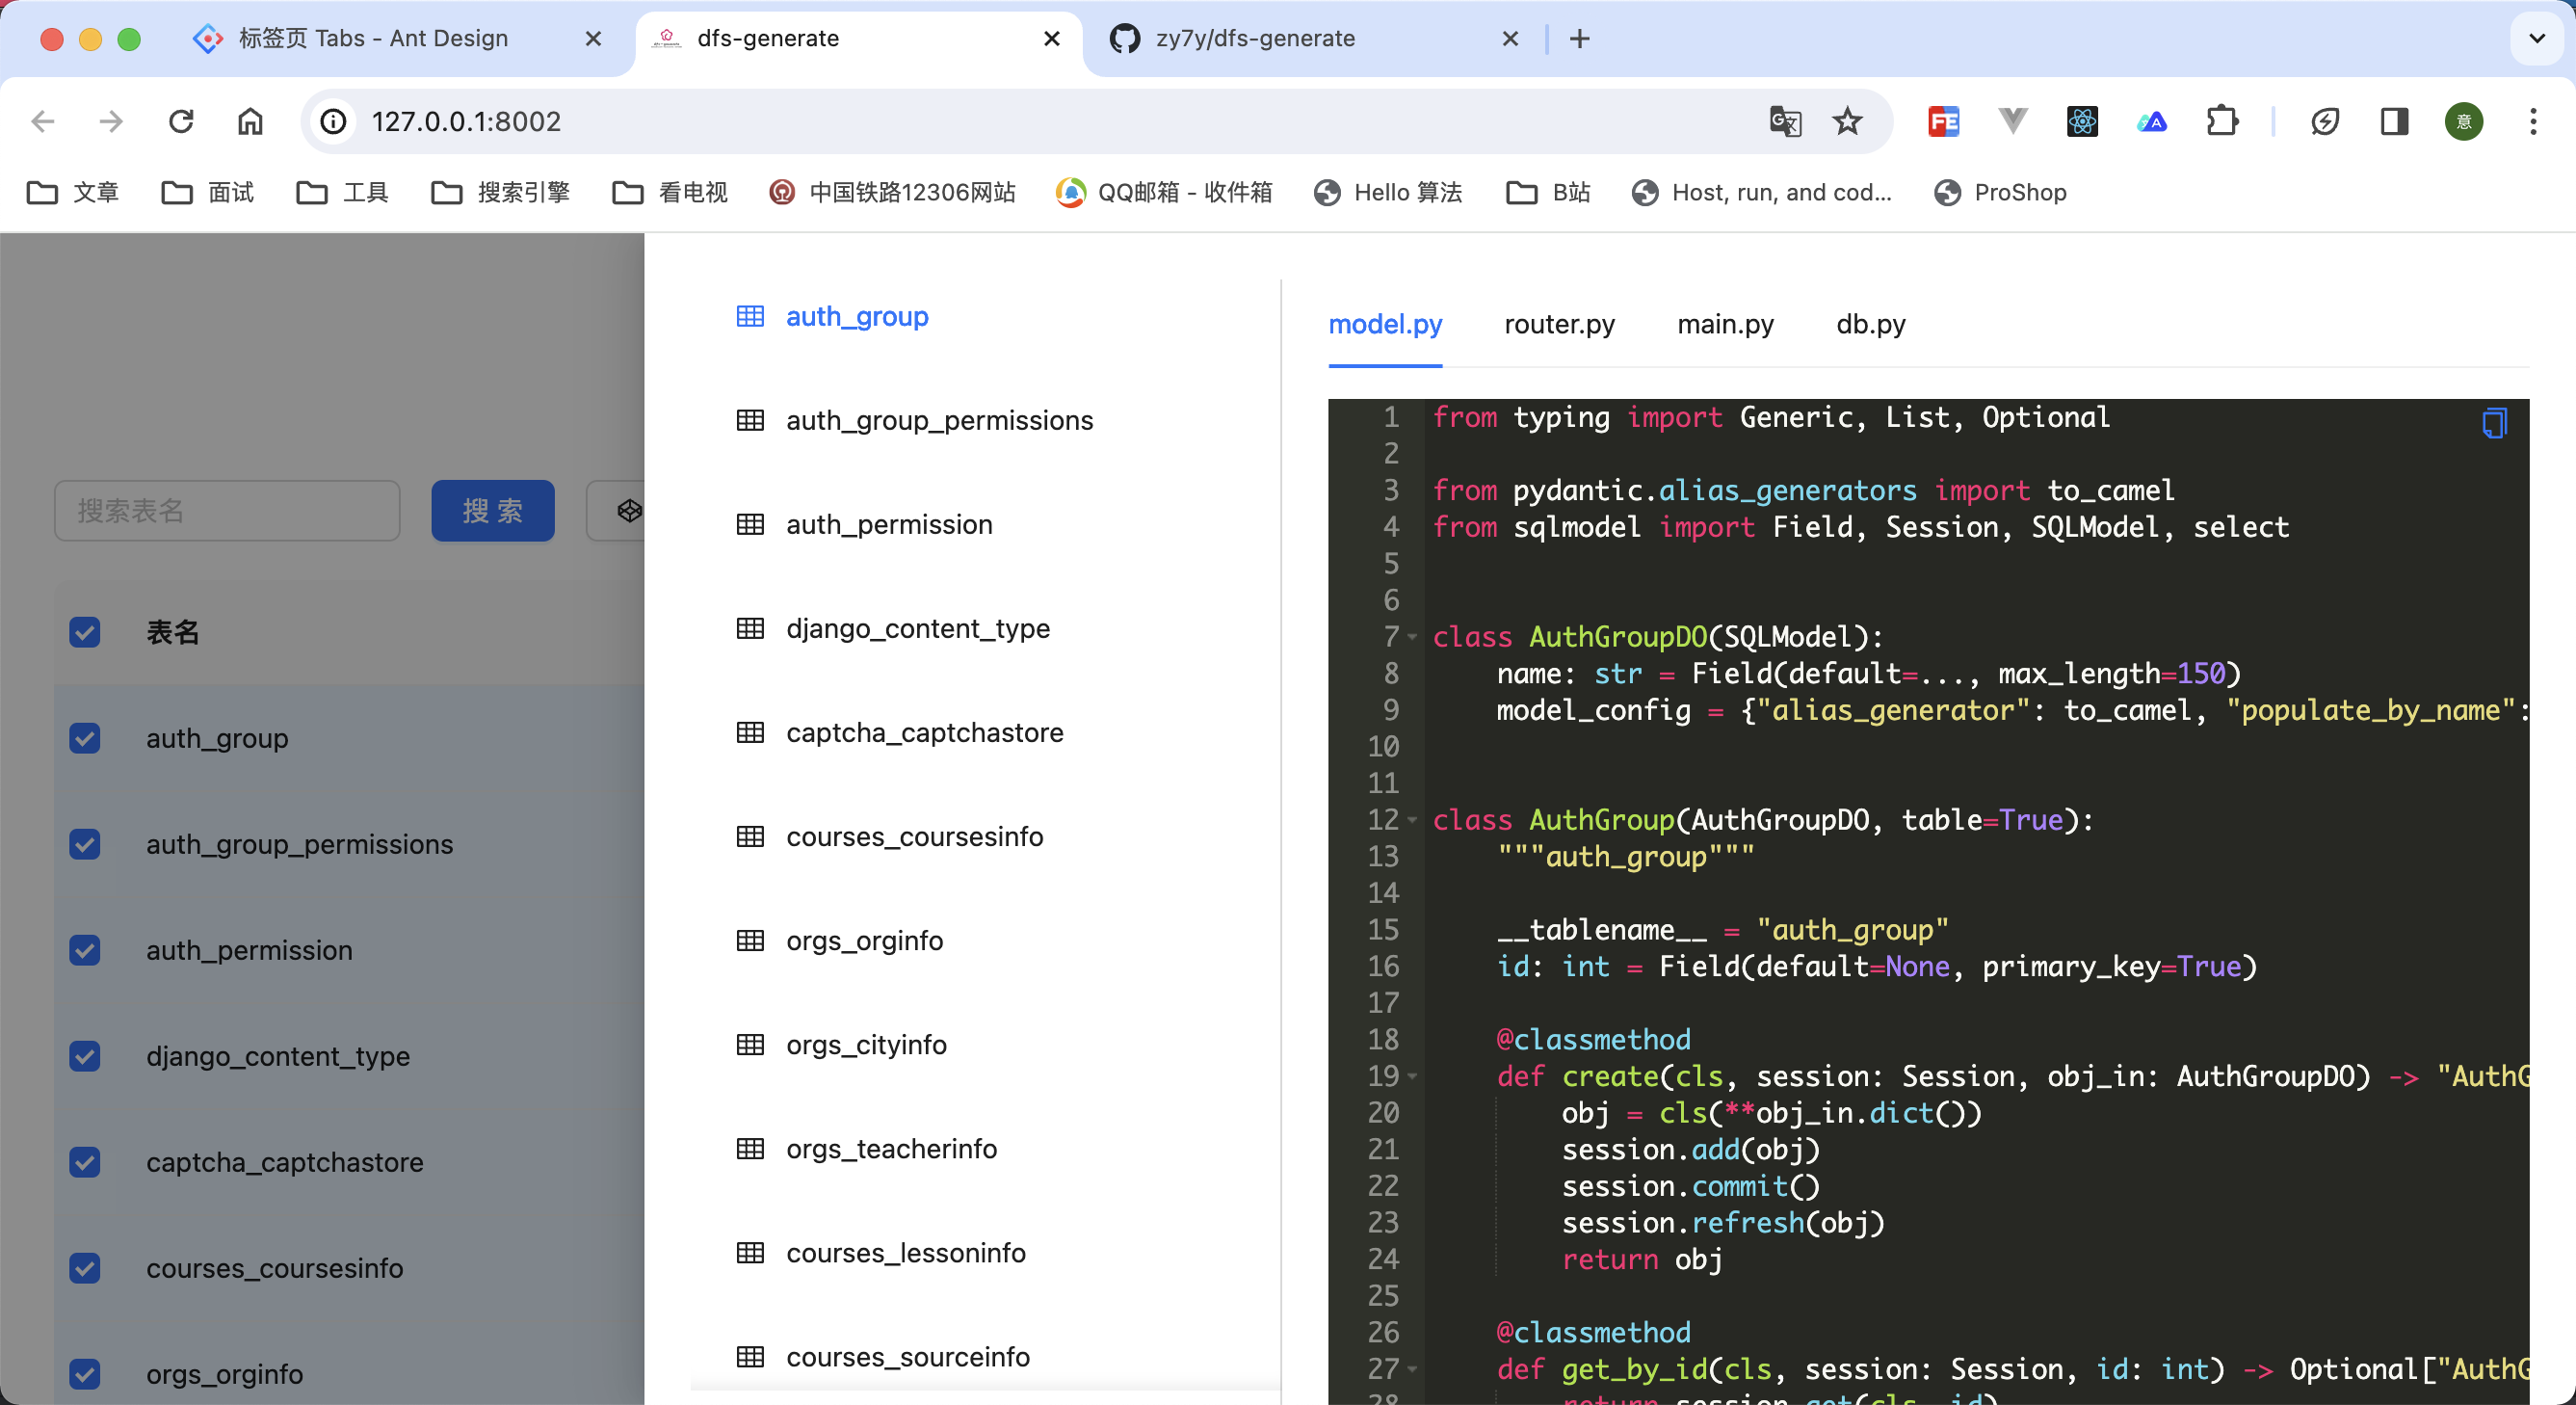 标签页 Tabs - Ant Design
dfs-generate
zy7y/dfs-generate
127.0.0.1:8002
FE
A
意
文章
面试
工具
搜索引擎
看电视
中国铁路12306网站
QQ邮箱 - 收件箱
Hello 算法
B站
Host, run, and cod...
ProShop
搜索表名
搜 索
表名
auth_group
auth_group_permissions
auth_permission
django_content_type
captcha_captchastore
courses_coursesinfo
orgs_orginfo
auth_group
auth_group_permissions
auth_permission
django_content_type
captcha_captchastore
courses_coursesinfo
orgs_orginfo
orgs_cityinfo
orgs_teacherinfo
courses_lessoninfo
courses_sourceinfo
model.py
router.py
main.py
db.py
1 from typing import Generic, List, Optional
2
3 from pydantic.alias_generators import to_camel
4 from sqlmodel import Field, Session, SQLModel, select
5
6
7 class AuthGroupDO(SQLModel):
8     name: str = Field(default=..., max_length=150)
9     model_config = {"alias_generator": to_camel, "populate_by_name":
10
11
12 class AuthGroup(AuthGroupDO, table=True):
13     """auth_group"""
14
15     __tablename__ = "auth_group"
16     id: int = Field(default=None, primary_key=True)
17
18     @classmethod
19     def create(cls, session: Session, obj_in: AuthGroupDO) -> "AuthG
20         obj = cls(**obj_in.dict())
21         session.add(obj)
22         session.commit()
23         session.refresh(obj)
24         return obj
25
26     @classmethod
27     def get_by_id(cls, session: Session, id: int) -> Optional["AuthG
28         return session.get(cls, id)